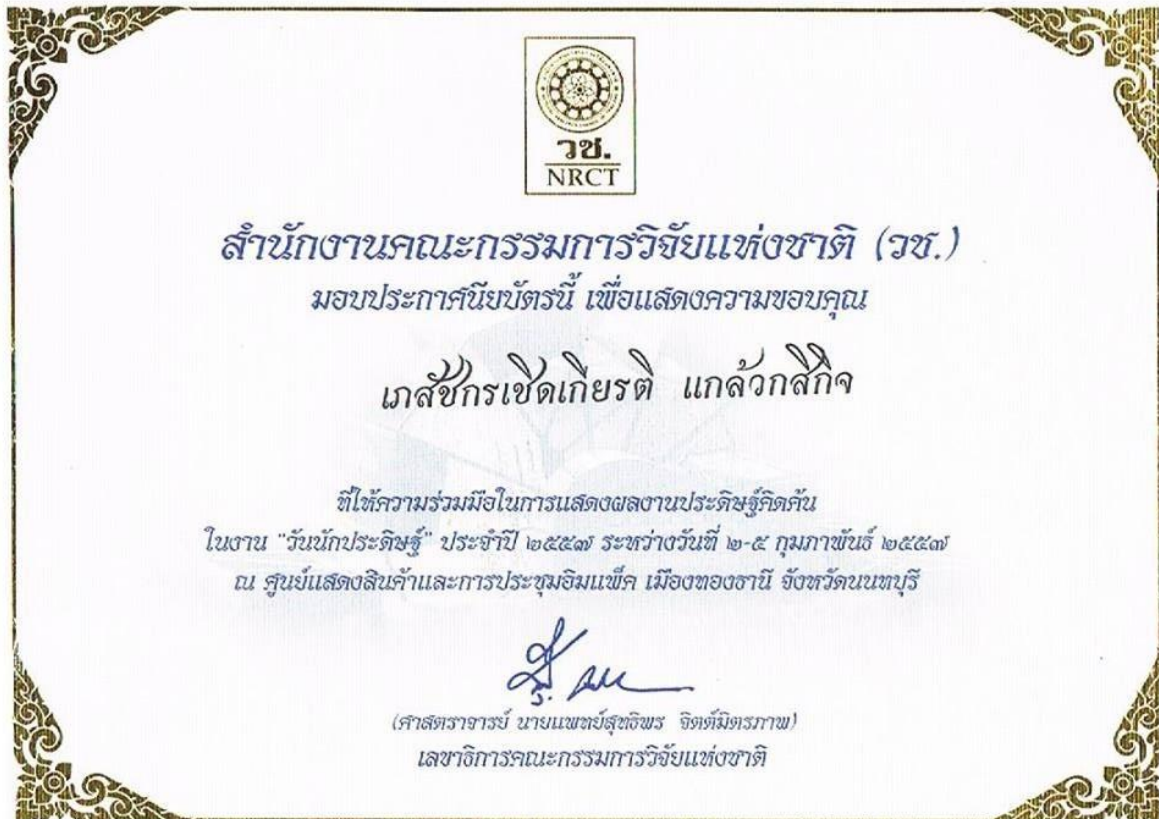 วช.
NRCT
สำนักงานคณะกรรมการวิจัยแห่งชาติ (วช.)
มอบประกาศนียบัตรนี้ เพื่อแสดงความขอบคุณ
เภสัชกรเชิดเกียรติ แกล้วกสิกิจ
ที่ให้ความร่วมมือในการแสดงผลงานประดิษฐ์คิดค้น
ในงาน "วันนักประดิษฐ์" ประจำปี ๒๕๕๗ ระหว่างวันที่ ๒-๕ กุมภาพันธ์ ๒๕๕๗
ณ ศูนย์แสดงสินค้าและการประชุมอิมแพ็ค เมืองทองธานี จังหวัดนนทบุรี
(ศาสตราจารย์ นายแพทย์สุทธิพร จิตต์มิตรภาพ)
เลขาธิการคณะกรรมการวิจัยแห่งชาติ